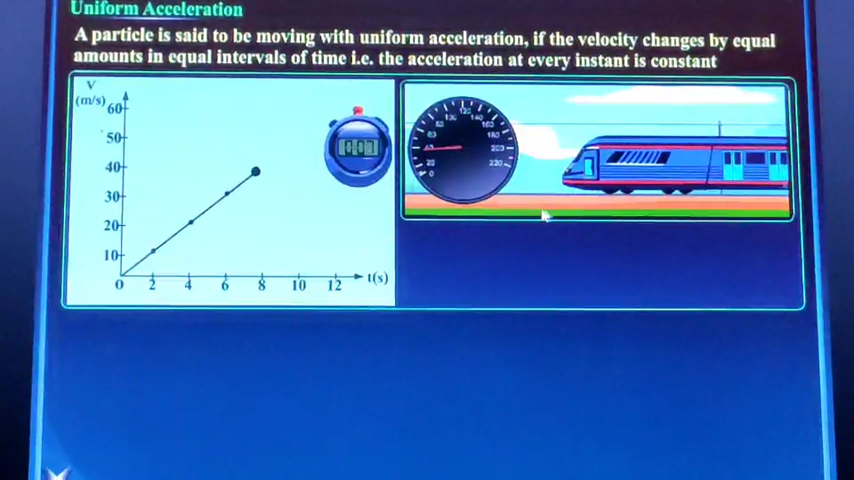 Uniform Acceleration
A particle is said to be moving with uniform acceleration, if the velocity changes by equal
amounts in equal intervals of time i.e. the acceleration at every instant is constant
V
(m/s)
60
50
40
30
20
10
0 2 4 6 8 10 12 t(s)